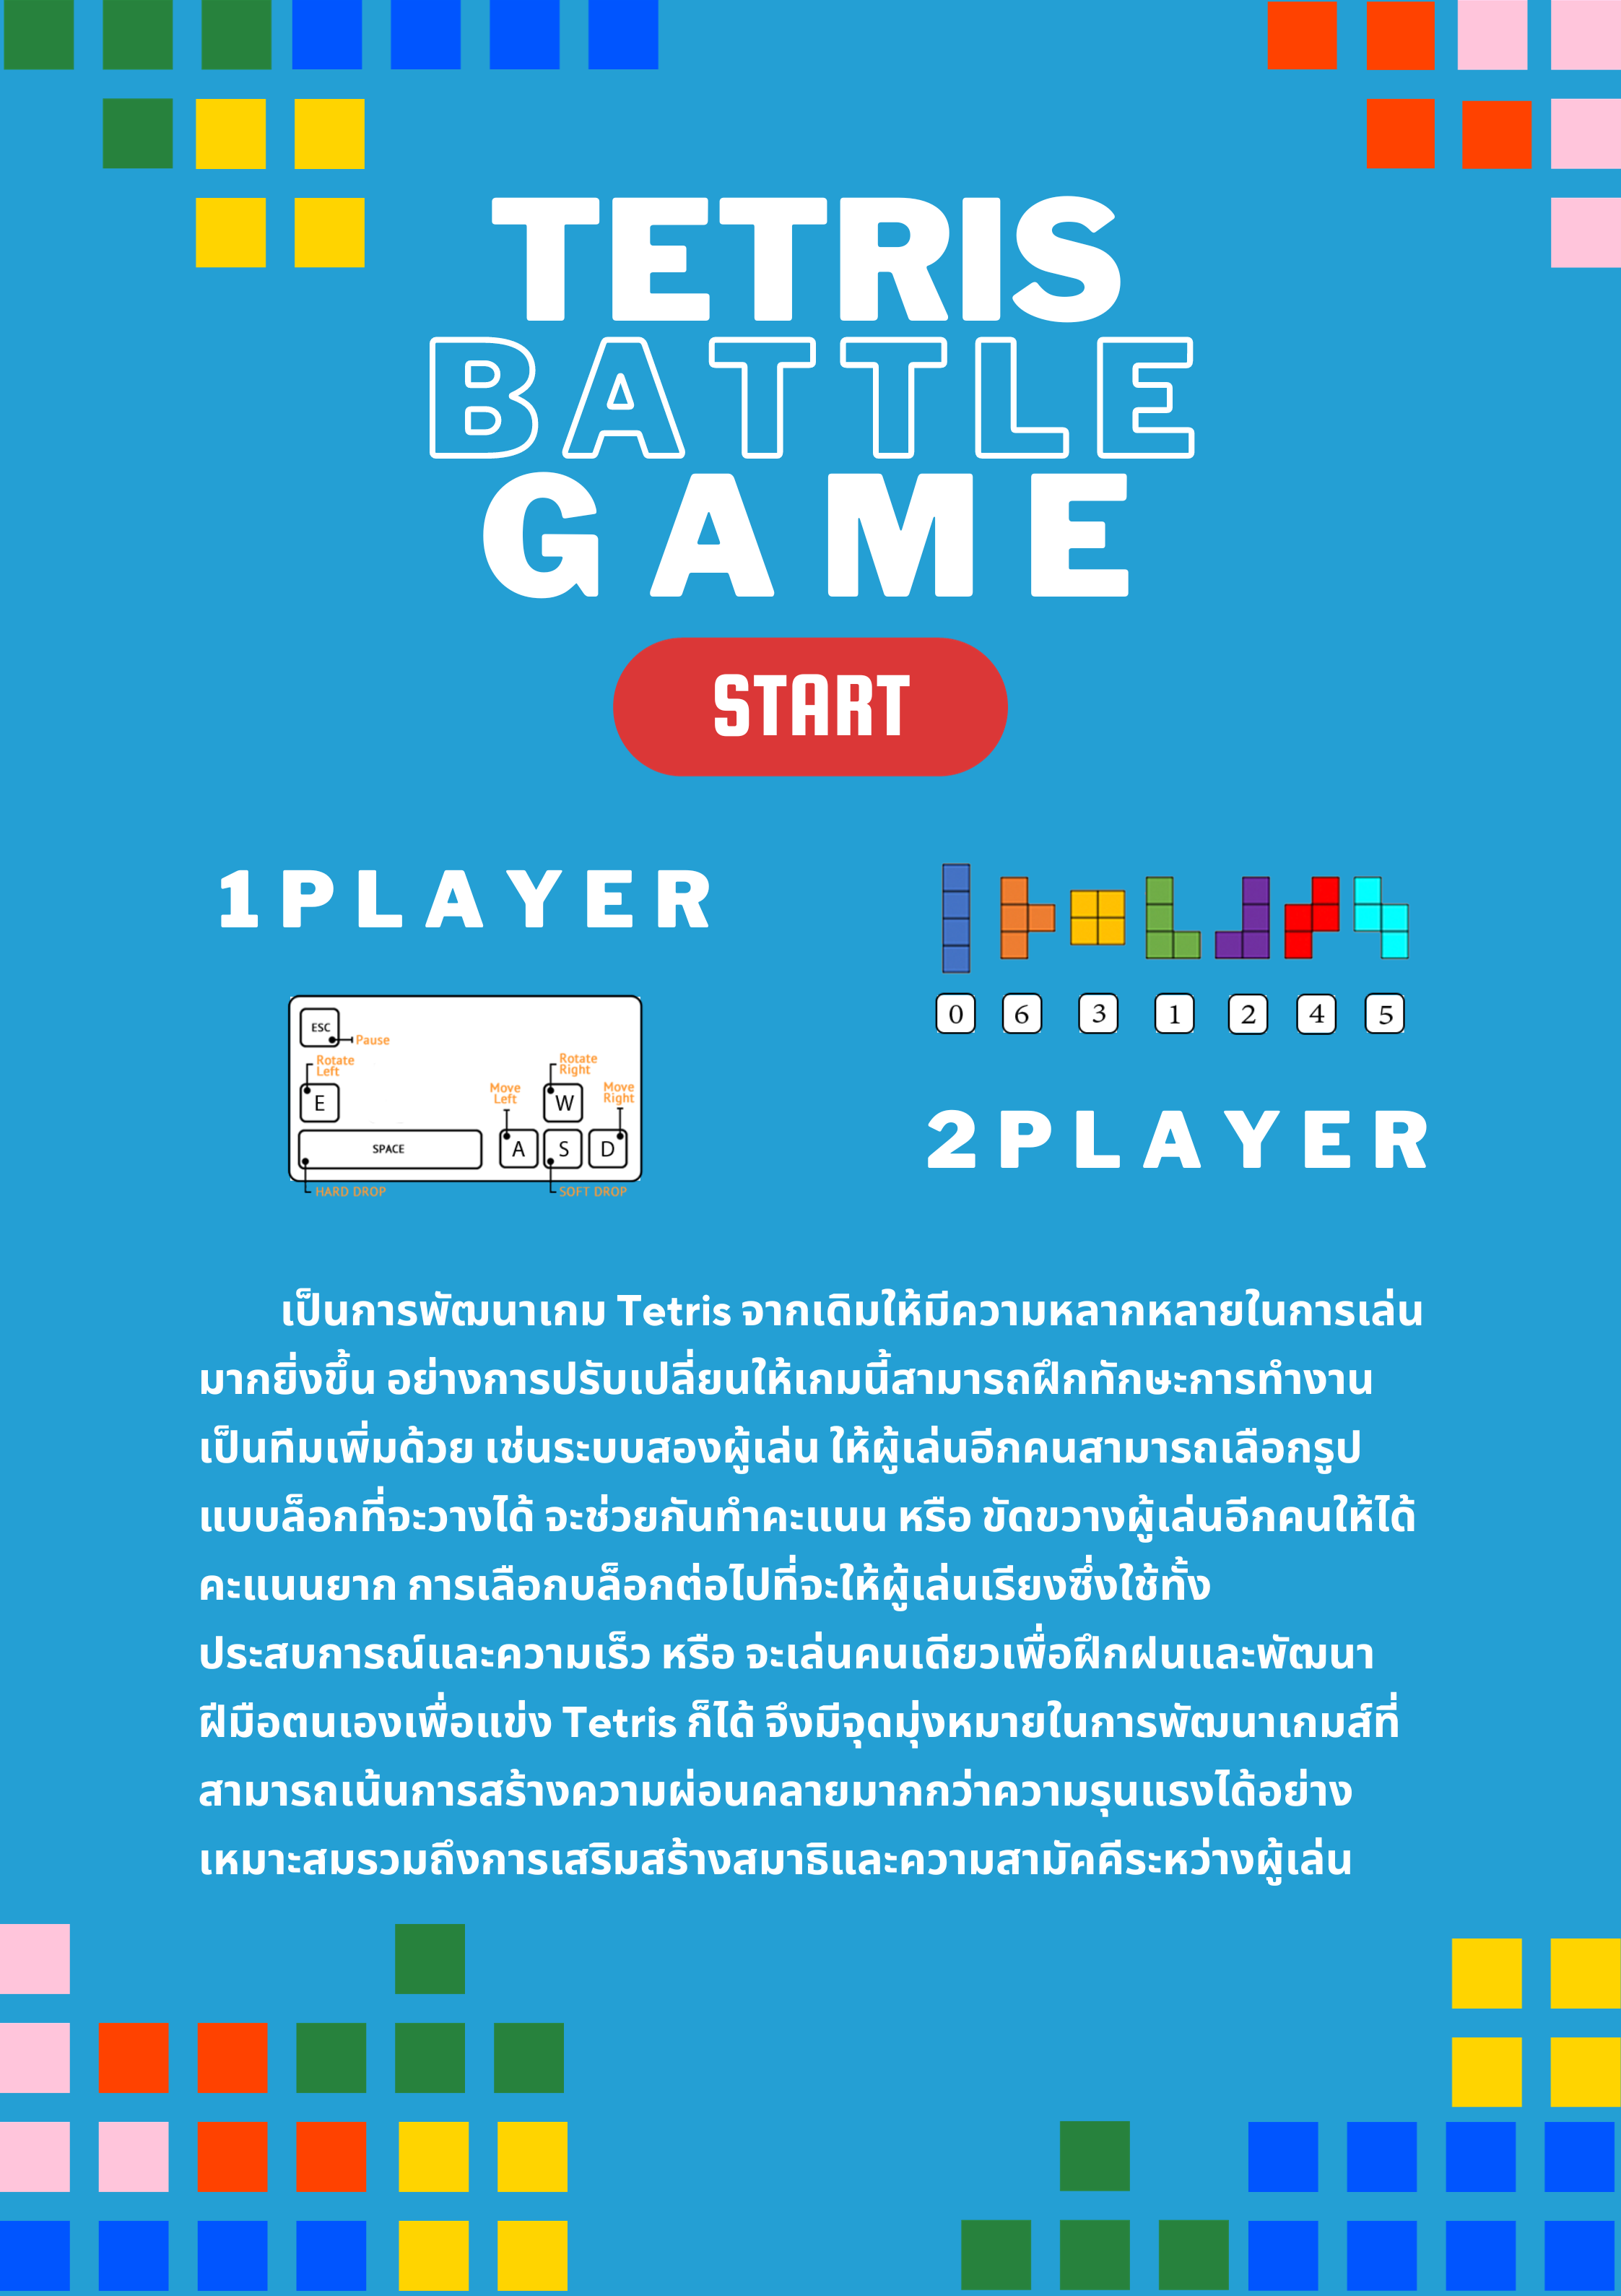 TETRIS
BATTLE
GAME
START
1PLAYER
ESC
Pause
Rotate
Left
E
Move
Left
Rotate
Right
W
Move
Right
SPACE
A S D
HARD DROP
SOFT DROP
0 6 3 1 2 4 5
2PLAYER
เป็นการพัฒนาเกม Tetris จากเดิมให้มีความหลากหลายในการเล่น
มากยิ่งขึ้น อย่างการปรับเปลี่ยนให้เกมนี้สามารถฝึกทักษะการทำงาน
เป็นทีมเพิ่มด้วย เช่นระบบสองผู้เล่น ให้ผู้เล่นอีกคนสามารถเลือกรูป
แบบบล็อกที่จะวางได้ จะช่วยกันทำคะแนน หรือ ขัดขวางผู้เล่นอีกคนให้ได้
คะแนนยาก การเลือกบล็อกต่อไปที่จะให้ผู้เล่นเรียงซึ่งใช้ทั้ง
ประสบการณ์และความเร็ว หรือ จะเล่นคนเดียวเพื่อฝึกฝนและพัฒนา
ฝีมือตนเองเพื่อแข่ง Tetris ก็ได้ จึงมีจุดมุ่งหมายในการพัฒนาเกมส์ที่
สามารถเน้นการสร้างความผ่อนคลายมากกว่าความรุนแรงได้อย่าง
เหมาะสมรวมถึงการเสริมสร้างสมาธิและความสามัคคีระหว่างผู้เล่น